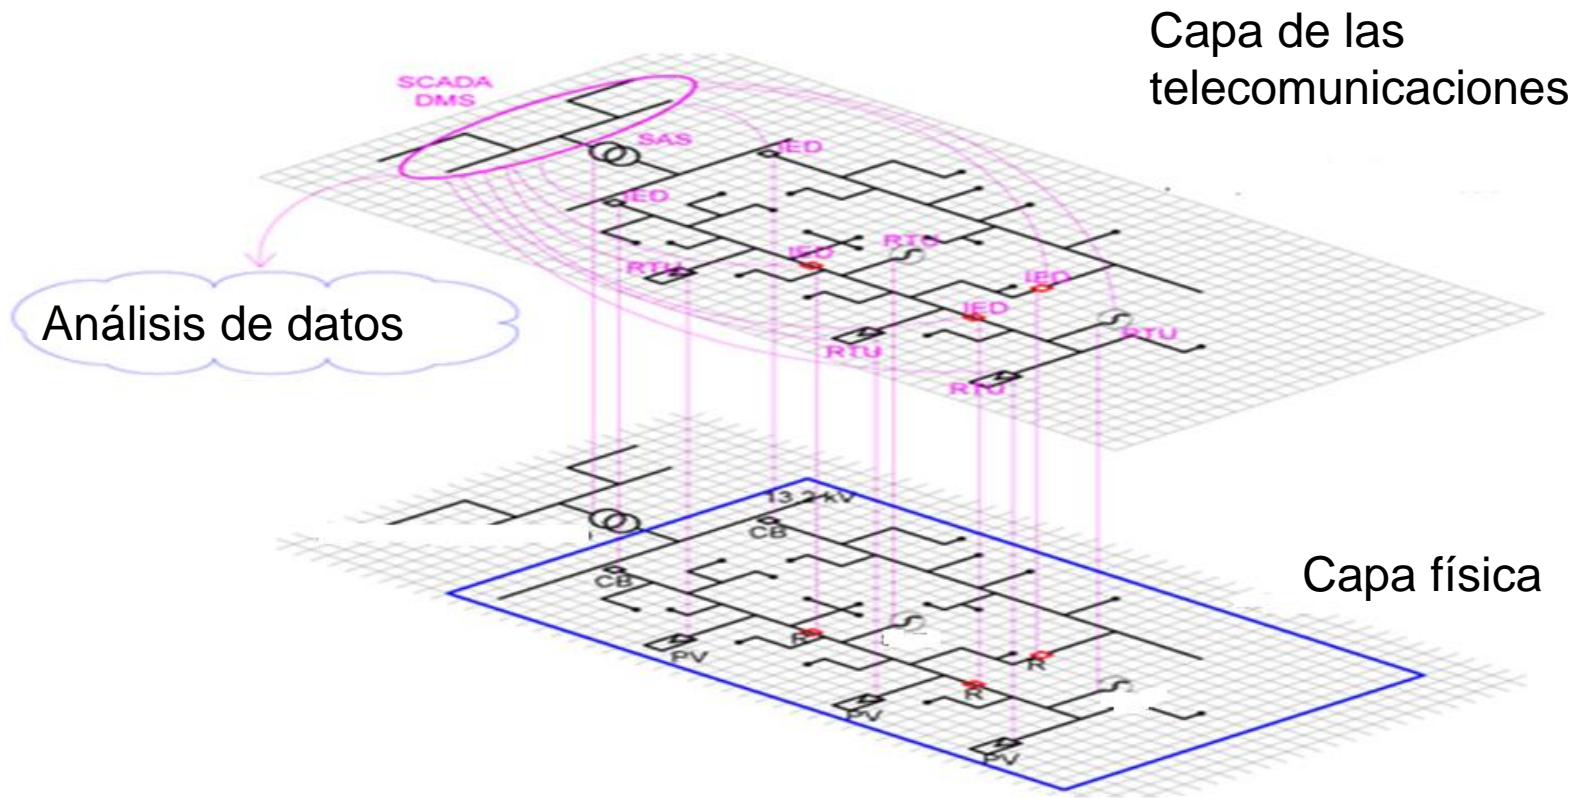 Capa de las
telecomunicaciones
SCADA
DMS
SAS
IED
IED
RTU
IED
RTU
IED
IED
RTU
RTU
RTU
Análisis de datos
13.2 kV
CB
CB
Capa física
R
PV
R
R
PV
PV